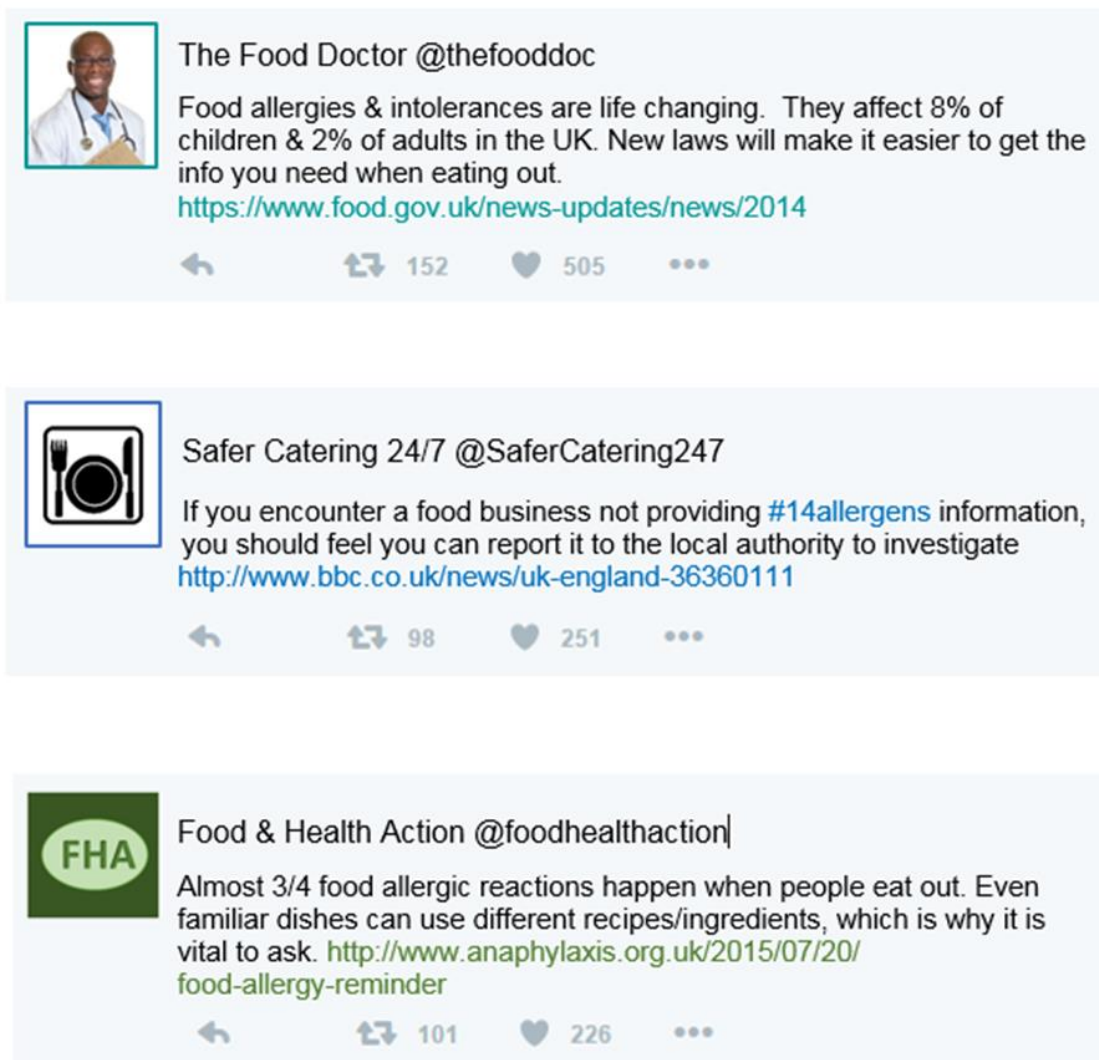 The Food Doctor @thefooddoc
Food allergies & intolerances are life changing.  They affect 8% of
children & 2% of adults in the UK. New laws will make it easier to get the
info you need when eating out.
https://www.food.gov.uk/news-updates/news/2014
152 505
Safer Catering 24/7 @SaferCatering247
If you encounter a food business not providing #14allergens information,
you should feel you can report it to the local authority to investigate
http://www.bbc.co.uk/news/uk-england-36360111
98 251
FHA
Food & Health Action @foodhealthaction
Almost 3/4 food allergic reactions happen when people eat out. Even
familiar dishes can use different recipes/ingredients, which is why it is
vital to ask. http://www.anaphylaxis.org.uk/2015/07/20/
food-allergy-reminder
101 226